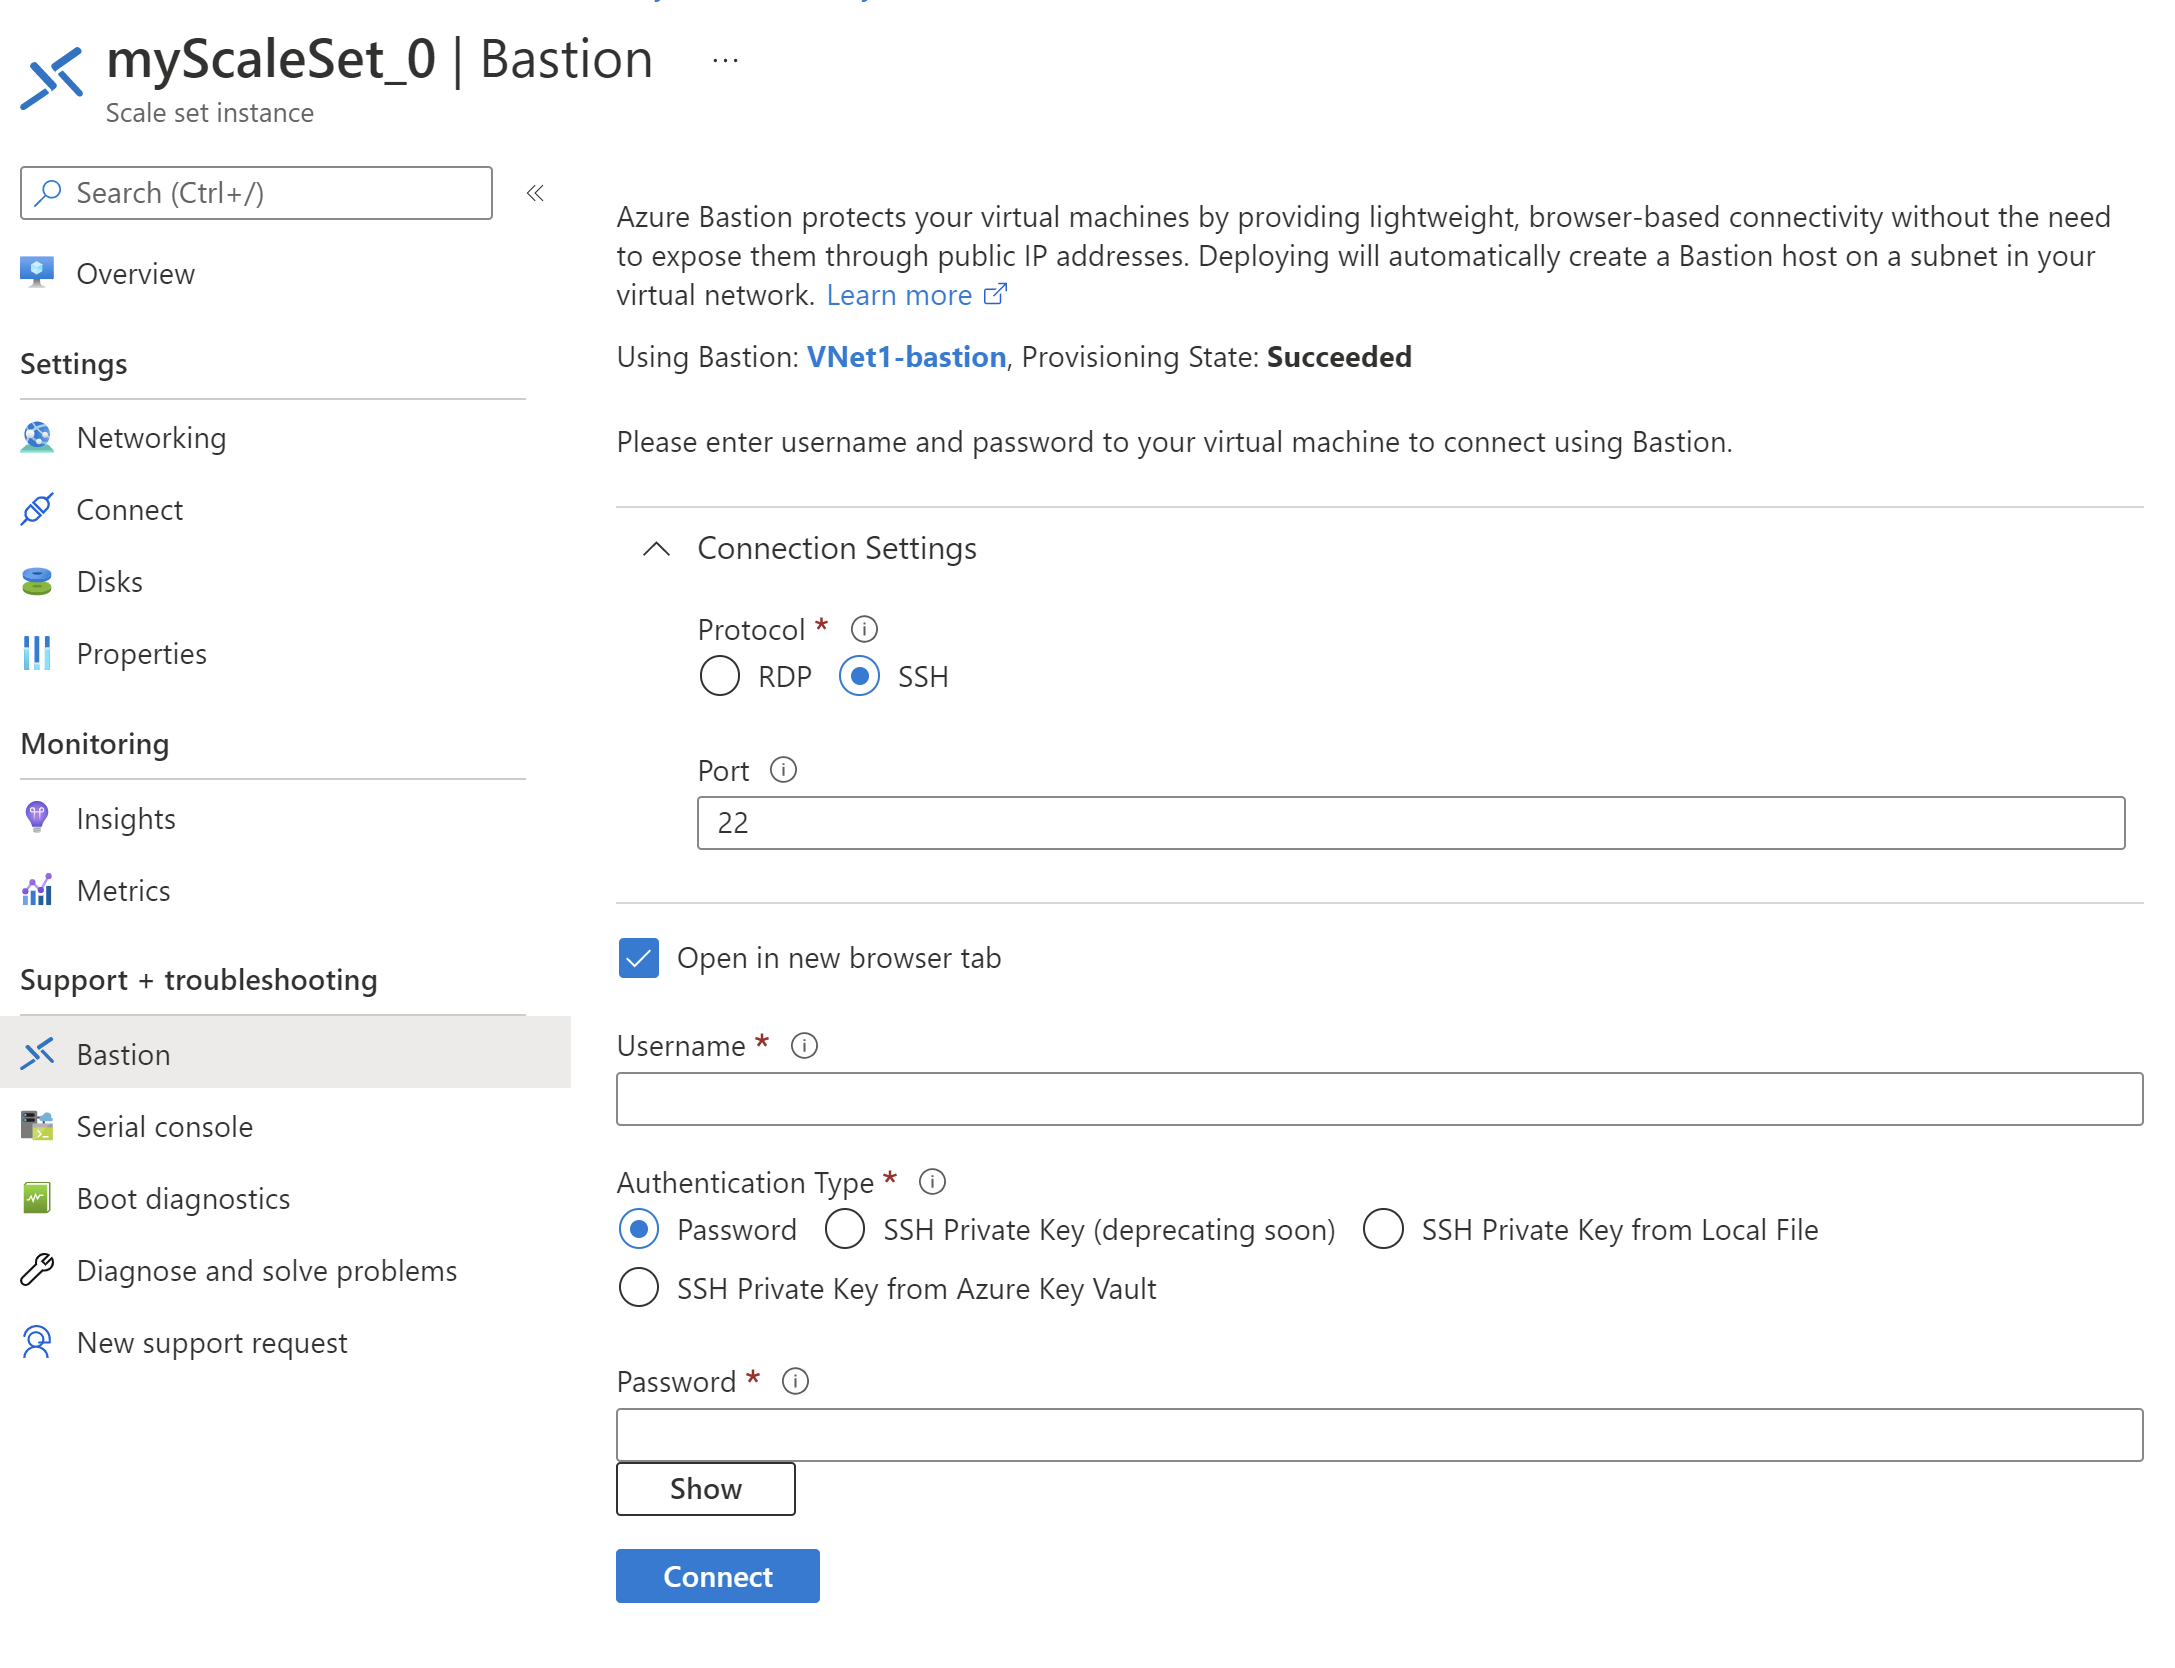 myScaleSet_0 | Bastion ...
Scale set instance
Search (Ctrl+/)
«
Overview
Settings
Networking
Connect
Disks
Properties
Monitoring
Insights
Metrics
Support + troubleshooting
Bastion
Serial console
Boot diagnostics
Diagnose and solve problems
New support request
Azure Bastion protects your virtual machines by providing lightweight, browser-based connectivity without the need
to expose them through public IP addresses. Deploying will automatically create a Bastion host on a subnet in your
virtual network. Learn more
Using Bastion: VNet1-bastion, Provisioning State: Succeeded
Please enter username and password to your virtual machine to connect using Bastion.
Connection Settings
Protocol *
RDP SSH
Port
22
Open in new browser tab
Username *
Authentication Type *
Password SSH Private Key (deprecating soon) SSH Private Key from Local File
SSH Private Key from Azure Key Vault
Password *
Show
Connect